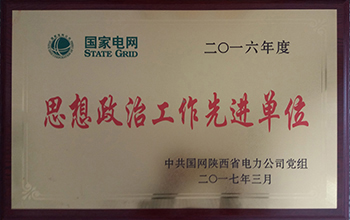 国家电网
STATE GRID
二〇一六年度
思想政治工作先进单位
中共国网陕西省电力公司党组
二〇一七年三月